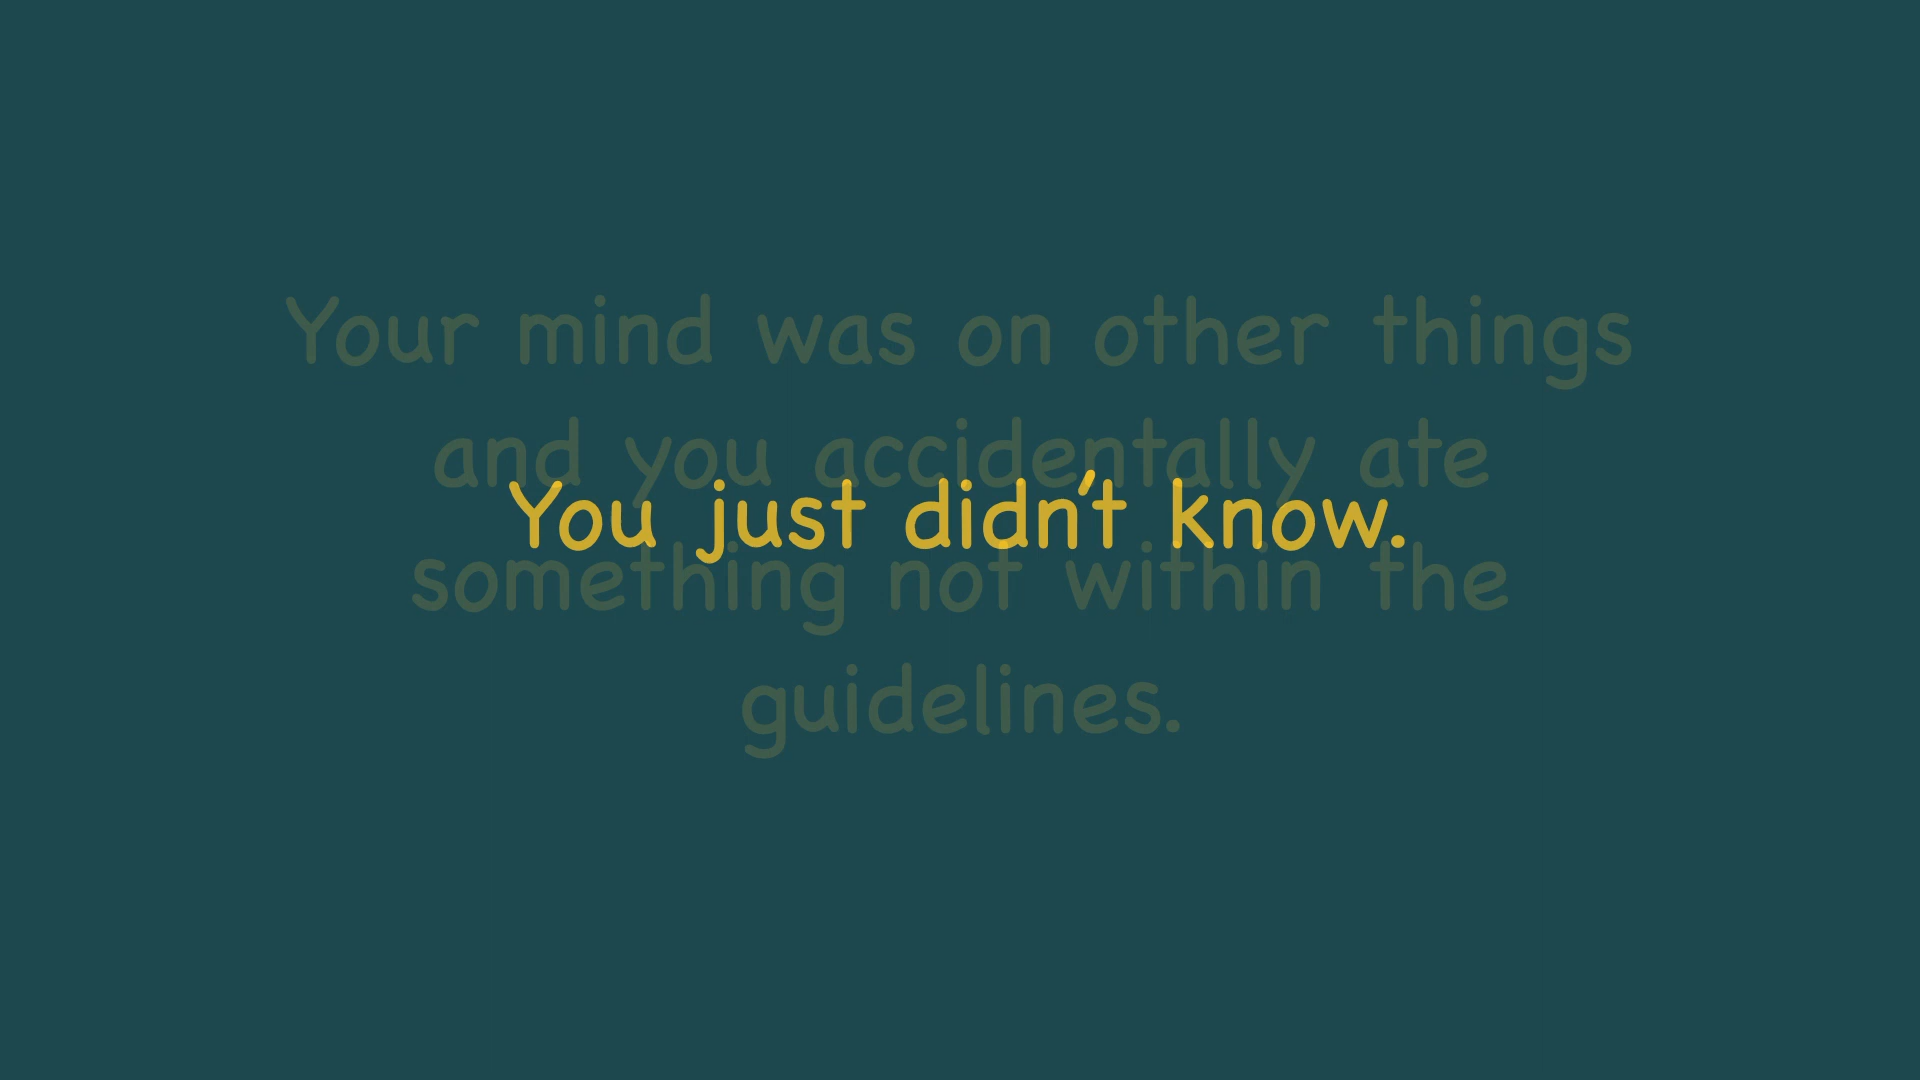 Your mind was on other things
and you accidentally ate
You just didn’t know.
something not within the
guidelines.